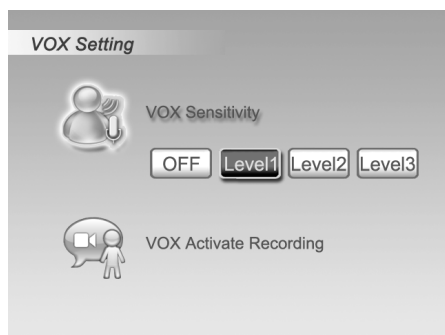 VOX Setting
VOX Sensitivity
OFF Level1 Level2 Level3
VOX Activate Recording